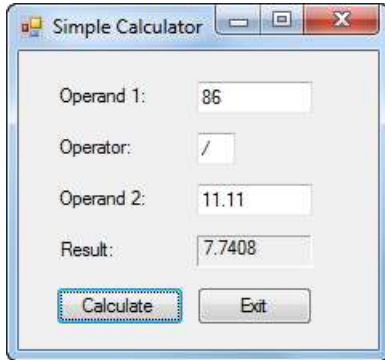 Simple Calculator
Operand 1: 86
Operator: /
Operand 2: 11.11
Result: 7.7408
Calculate Exit